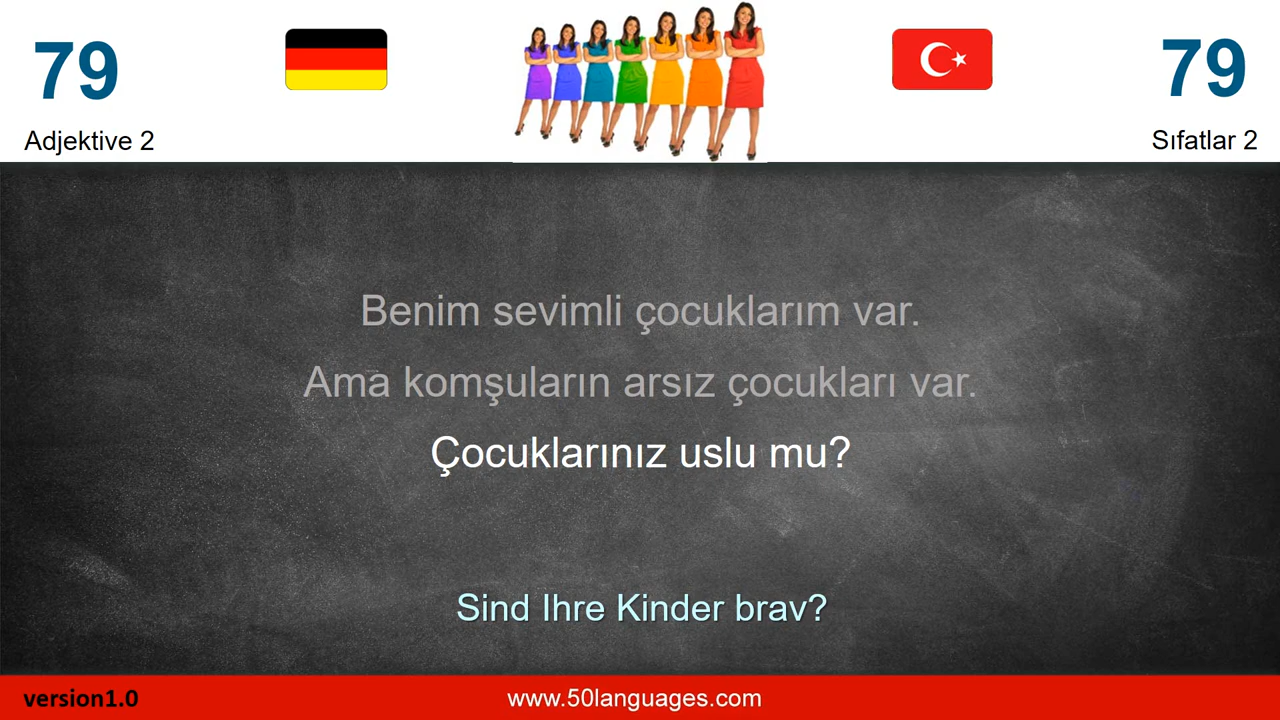 79
79
Adjektive 2
Sıfatlar 2
Benim sevimli çocuklarım var.
Ama komşuların arsız çocukları var.
Çocuklarınız uslu mu?
Sind Ihre Kinder brav?
version1.0
www.50languages.com